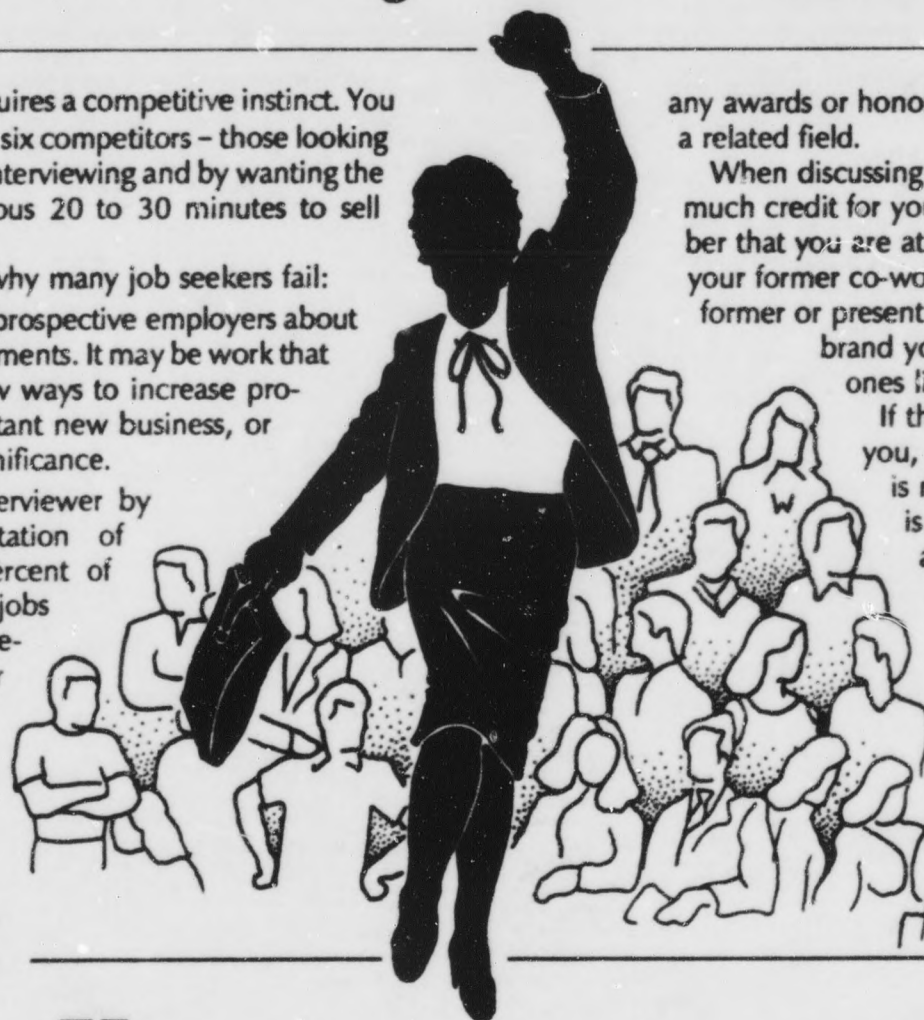 uires a competitive instinct. You
six competitors – those looking
nterviewing and by wanting the
ous 20 to 30 minutes to sell
why many job seekers fail:
prospective employers about
ments. It may be work that
w ways to increase pro-
tant new business, or
nificance.
erviewer by
tation of
ercent of
jobs
e-
any awards or hono
a related field.
When discussing
much credit for you
ber that you are at
your former co-wo
former or present
brand yo
ones li
If th
you,
is
is
W